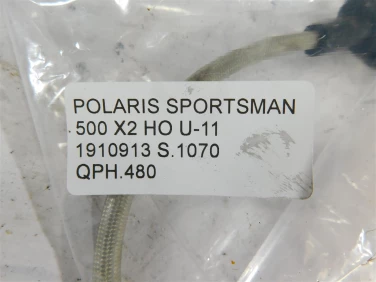 POLARIS SPORTSMAN
500 X2 HO U-11
1910913 S.1070
QPH.480